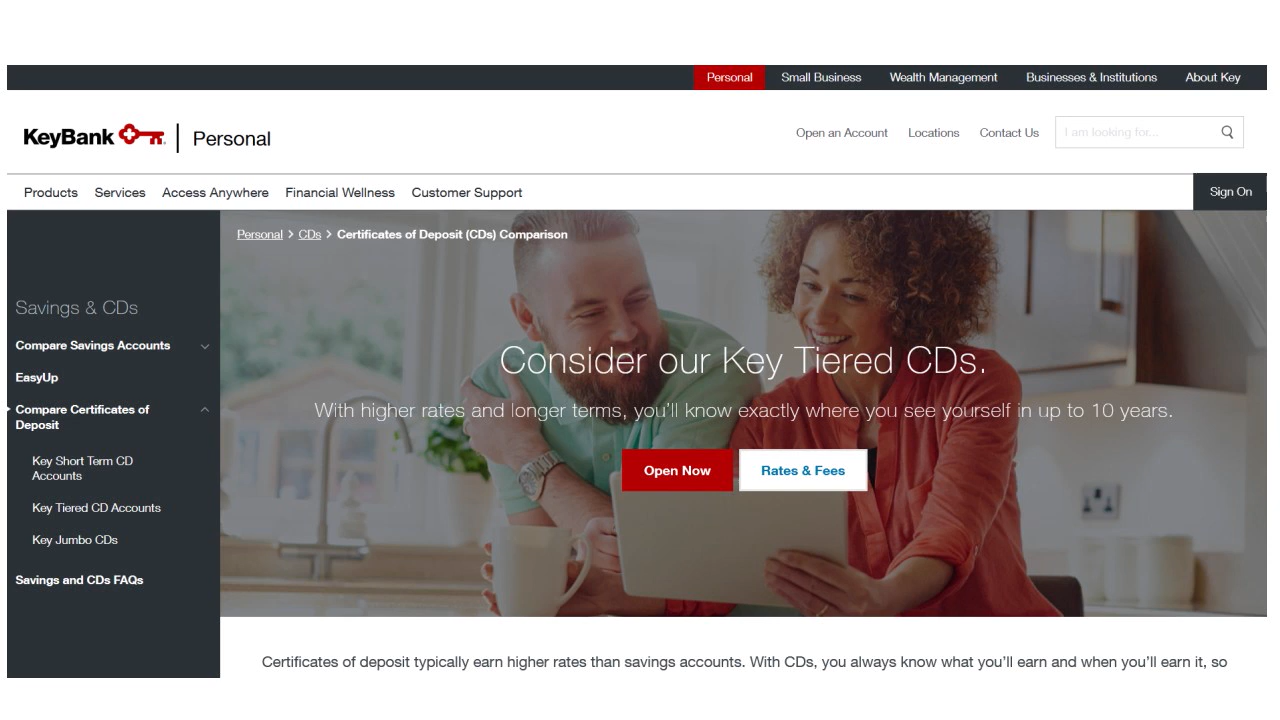 Personal Small Business Wealth Management Businesses & Institutions About Key
KeyBank Personal
Open an Account Locations Contact Us I am looking for...
Products Services Access Anywhere Financial Wellness Customer Support Sign On
Personal > CDs > Certificates of Deposit (CDs) Comparison
Savings & CDs
Compare Savings Accounts
EasyUp
Compare Certificates of
Deposit
Key Short Term CD
Accounts
Key Tiered CD Accounts
Key Jumbo CDs
Savings and CDs FAQs
Consider our Key Tiered CDs.
With higher rates and longer terms, you'll know exactly where you see yourself in up to 10 years.
Open Now Rates & Fees
Certificates of deposit typically earn higher rates than savings accounts. With CDs, you always know what you'll earn and when you'll earn it, so